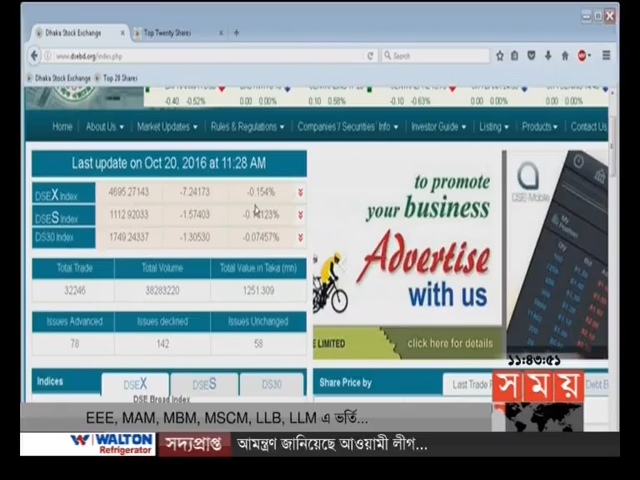 Dhaka Stock Exchange
Top Twenty Shares
www.dsebd.org/index.php
Search
Dhaka Stock Exchange Top 20 Shares
-0.40 -0.52% 0.00 0.00% 0.10 0.58% -0.10 -0.63% 0.00 0.00% 0.00 0.00%
Home About Us Market Updates Rules & Regulations Companies'/ Securities' Info Investor Guide Listing Products Contact Us
Last update on Oct 20, 2016 at 11:28 AM
DSEX Index 4695.27143 -7.24173 -0.154%
DSES Index 1112.92033 -1.57403
DS30 Index 1749.24337 -1.30530 -0.07457%
Total Trade Total Volume Total Value in Taka (mn)
32246 38283220 1251.309
Issues Advanced Issues declined Issues Unchanged
78 142 58
Indices DSEX DSES DS30
DSE Broad Index
to promote
your business
Advertise
with us
E LIMITED
click here for details
DSE-Mobile
My
Share Price by Last Trade
১১:৪৩:৫১
সময়
EEE, MAM, MBM, MSCM, LLB, LLM এ ভর্তি...
WALTON
Refrigerator
সদ্যপ্রাপ্ত
আমন্ত্রণ জানিয়েছে আওয়ামী লীগ...